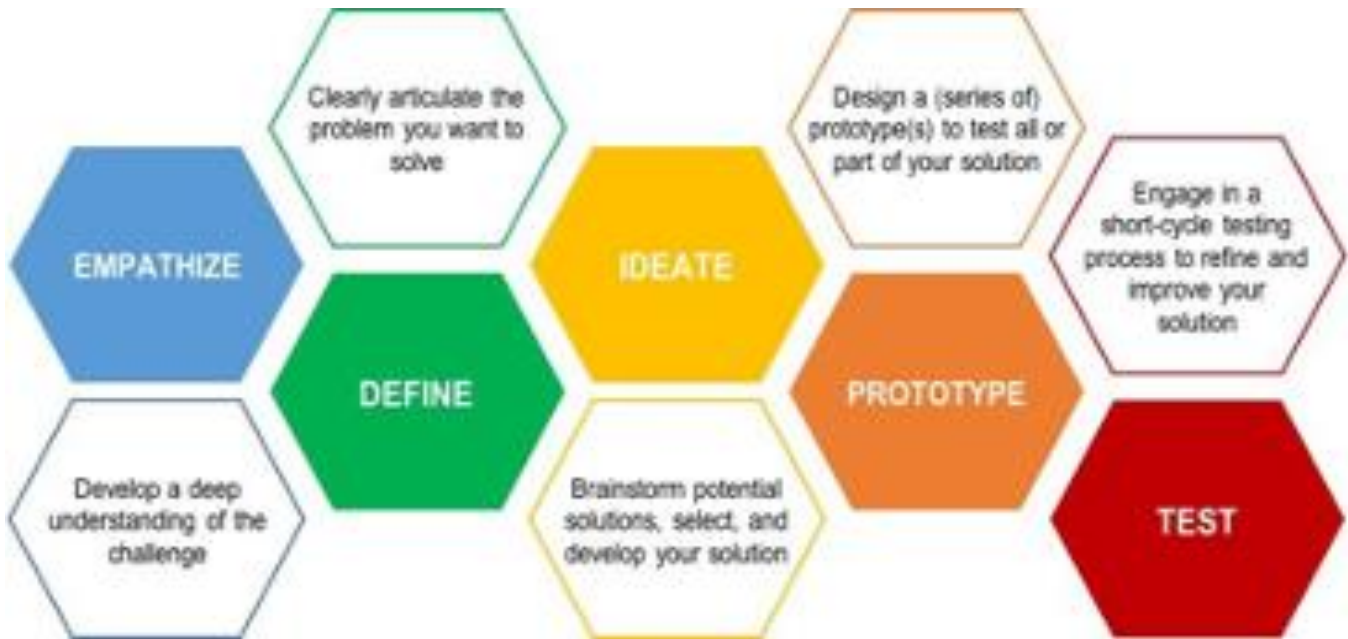 EMPATHIZE
Develop a deep
understanding of the
challenge
Clearly articulate the
problem you want to
solve
DEFINE
IDEATE
Brainstorm potential
solutions, select, and
develop your solution
Design a (series of)
prototype(s) to test all or
part of your solution
PROTOTYPE
Engage in a
short-cycle testing
process to refine and
improve your
solution
TEST